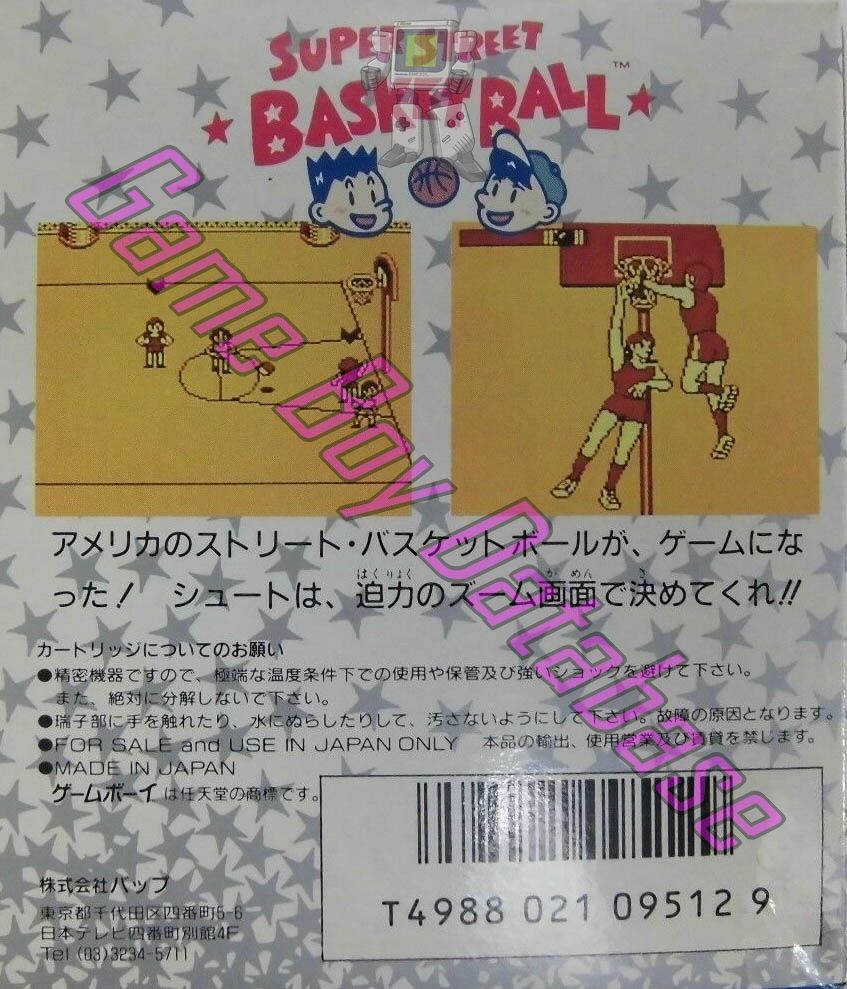 SUPER STREET
BASKETBALL™
アメリカのストリート・バスケットボールが、ゲームにな
った! シュートは、迫力のズーム画面で決めてくれ!!
はくりょく が めん き
カートリッジについてのお願い
●精密機器ですので、極端な温度条件下での使用や保管及び強いショックを避けて下さい。
また、絶対に分解しないで下さい。
●端子部に手を触れたり、水にぬらしたりして、汚さないようにして下さい。故障の原因となります。
●FOR SALE and USE IN JAPAN ONLY 本品の輸出、使用営業及び賃貸を禁じます。
●MADE IN JAPAN
ゲームボーイ は任天堂の商標です。
株式会社バップ
東京都千代田区四番町5-6
日本テレビ四番町別館4F
Tel (03)3234-5711
T4988 021 09512 9
Game Boy Database